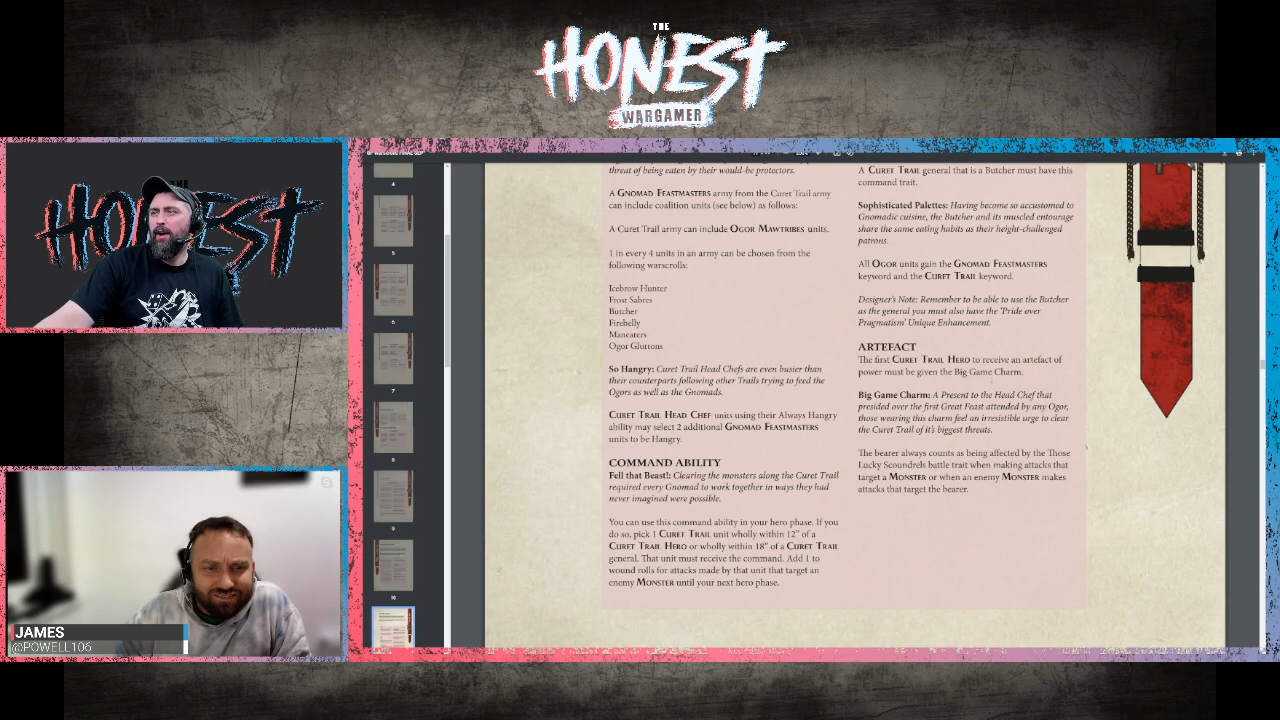 THE
HONEST
WARGAMER
THE
HONEST
JAMES
@POWELL106
4
5
6
7
8
9
10
threat of being eaten by their would-be protectors.
A GNOMAD FEASTMASTERS army from the Curet Trail army
can include coalition units (see below) as follows:
A Curet Trail army can include OGOR MAWTRIBES units.
1 in every 4 units in an army can be chosen from the
following warscrolls:
Icebrow Hunter
Frost Sabres
Butcher
Firebelly
Maneaters
Ogor Gluttons
So Hangry: Curet Trail Head Chefs are even busier than
their counterparts following other Trails trying to feed the
Ogors as well as the Gnomads.
CURET TRAIL HEAD CHEF units using their Always Hangry
ability may select 2 additional GNOMAD FEASTMASTERS
units to be Hangry.
COMMAND ABILITY
Fell that Beast!: Clearing the monsters along the Curet Trail
required every Gnomad to work together in ways they had
never imagined were possible.
You can use this command ability in your hero phase. If you
do so, pick 1 CURET TRAIL unit wholly within 12" of a
CURET TRAIL HERO or wholly within 18" of a CURET TRAIL
general. That unit must receive the command. Add 1 to
wound rolls for attacks made by that unit that target an
enemy MONSTER until your next hero phase.
A CURET TRAIL general that is a Butcher must have this
command trait.
Sophisticated Palettes: Having become so accustomed to
Gnomadic cuisine, the Butcher and its muscled entourage
share the same eating habits as their height-challenged
patrons.
All OGOR units gain the GNOMAD FEASTMASTERS
keyword and the CURET TRAIL keyword.
Designer's Note: Remember to be able to use the Butcher
as the general you must also have the 'Pride over
Pragmatism' Unique Enhancement.
ARTEFACT
The first CURET TRAIL HERO to receive an artefact of
power must be given the Big Game Charm.
Big Game Charm: A Present to the Head Chef that
presided over the first Great Feast attended by any Ogor,
those wearing this charm feel an irresistible urge to clear
the Curet Trail of it's biggest threats.
The bearer always counts as being affected by the Those
Lucky Scoundrels battle trait when making attacks that
target a MONSTER or when an enemy MONSTER makes
attacks that target the bearer.